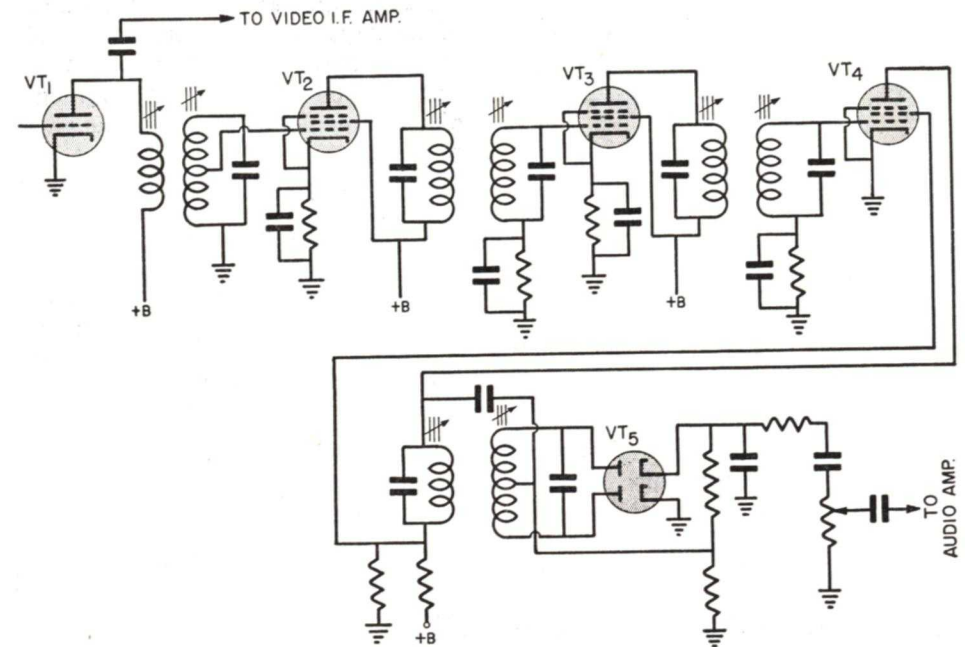 TO VIDEO I.F. AMP.
VT1
VT2
VT3
VT4
+B
+B
+B
VT5
TO
AUDIO AMP.
+B